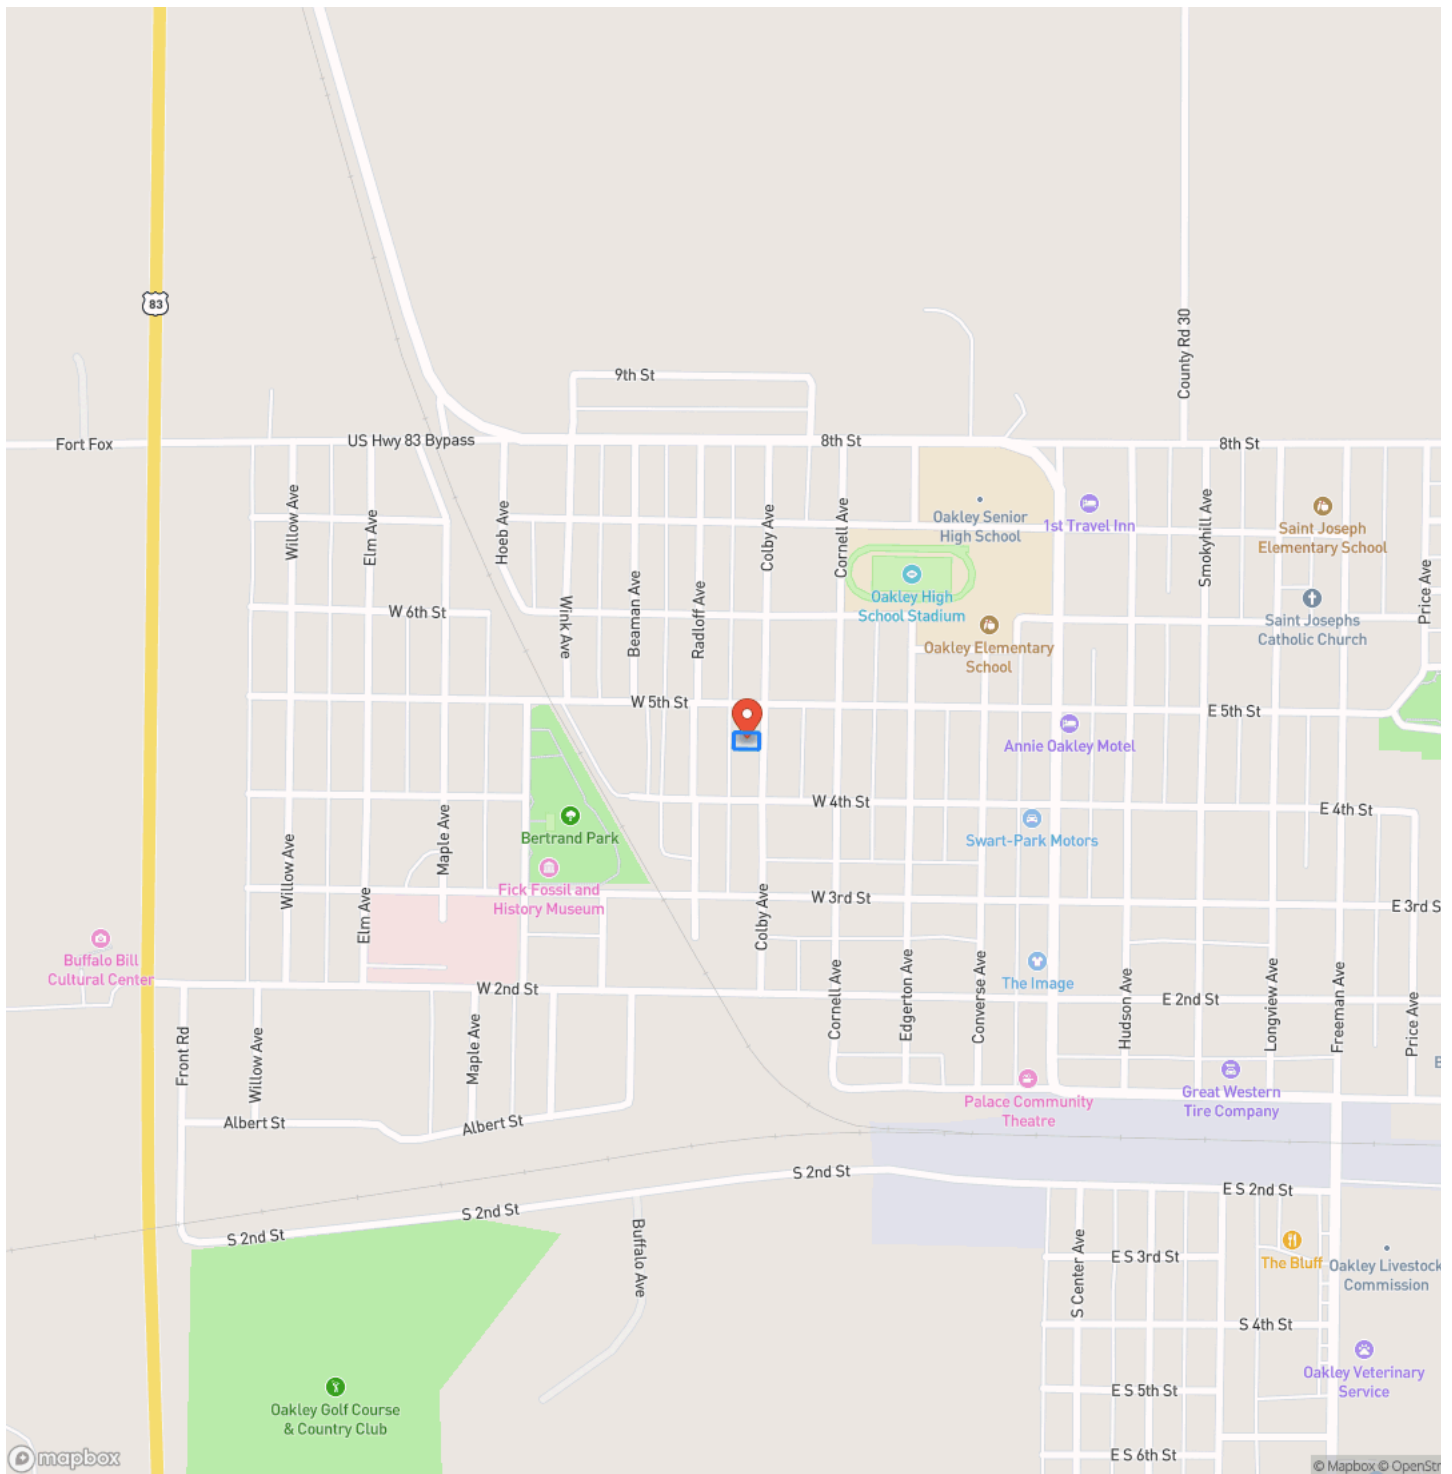 83
County Rd 30
9th St
Fort Fox
US Hwy 83 Bypass
8th St
8th St
Willow Ave
Elm Ave
Hoeb Ave
Wink Ave
Beaman Ave
Radloff Ave
Colby Ave
Cornell Ave
Oakley Senior
High School
1st Travel Inn
Smokyhill Ave
Saint Joseph
Elementary School
Price Ave
Oakley High
School Stadium
Saint Josephs
Catholic Church
W 6th St
Oakley Elementary
School
W 5th St
E 5th St
Annie Oakley Motel
W 4th St
E 4th St
Maple Ave
Bertrand Park
Swart-Park Motors
Willow Ave
Elm Ave
Fick Fossil and
History Museum
Colby Ave
W 3rd St
E 3rd S
Buffalo Bill
Cultural Center
The Image
W 2nd St
E 2nd St
Cornell Ave
Edgerton Ave
Converse Ave
Hudson Ave
Longview Ave
Freeman Ave
Price Ave
Front Rd
Willow Ave
Maple Ave
Great Western
Tire Company
Palace Community
Theatre
Albert St
Albert St
S 2nd St
S 2nd St
S 2nd St
E S 2nd St
Buffalo Ave
S Center Ave
E S 3rd St
The Bluff
Oakley Livestock
Commission
S 4th St
Oakley Veterinary
Service
E S 5th St
Oakley Golf Course
& Country Club
E S 6th St
mapbox
© Mapbox © OpenStr